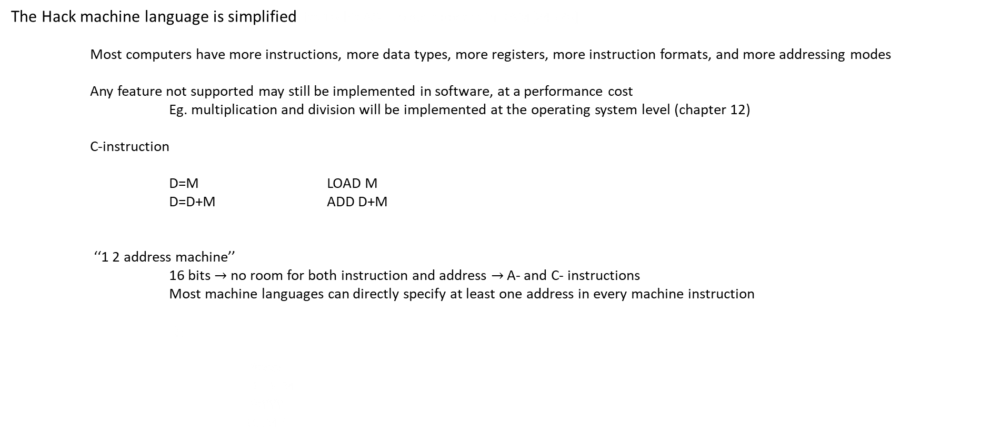 The Hack machine language is simplified
Most computers have more instructions, more data types, more registers, more instruction formats, and more addressing modes
Any feature not supported may still be implemented in software, at a performance cost
Eg. multiplication and division will be implemented at the operating system level (chapter 12)
C-instruction
D=M LOAD M
D=D+M ADD D+M
“1 2 address machine”
16 bits → no room for both instruction and address → A- and C- instructions
Most machine languages can directly specify at least one address in every machine instruction